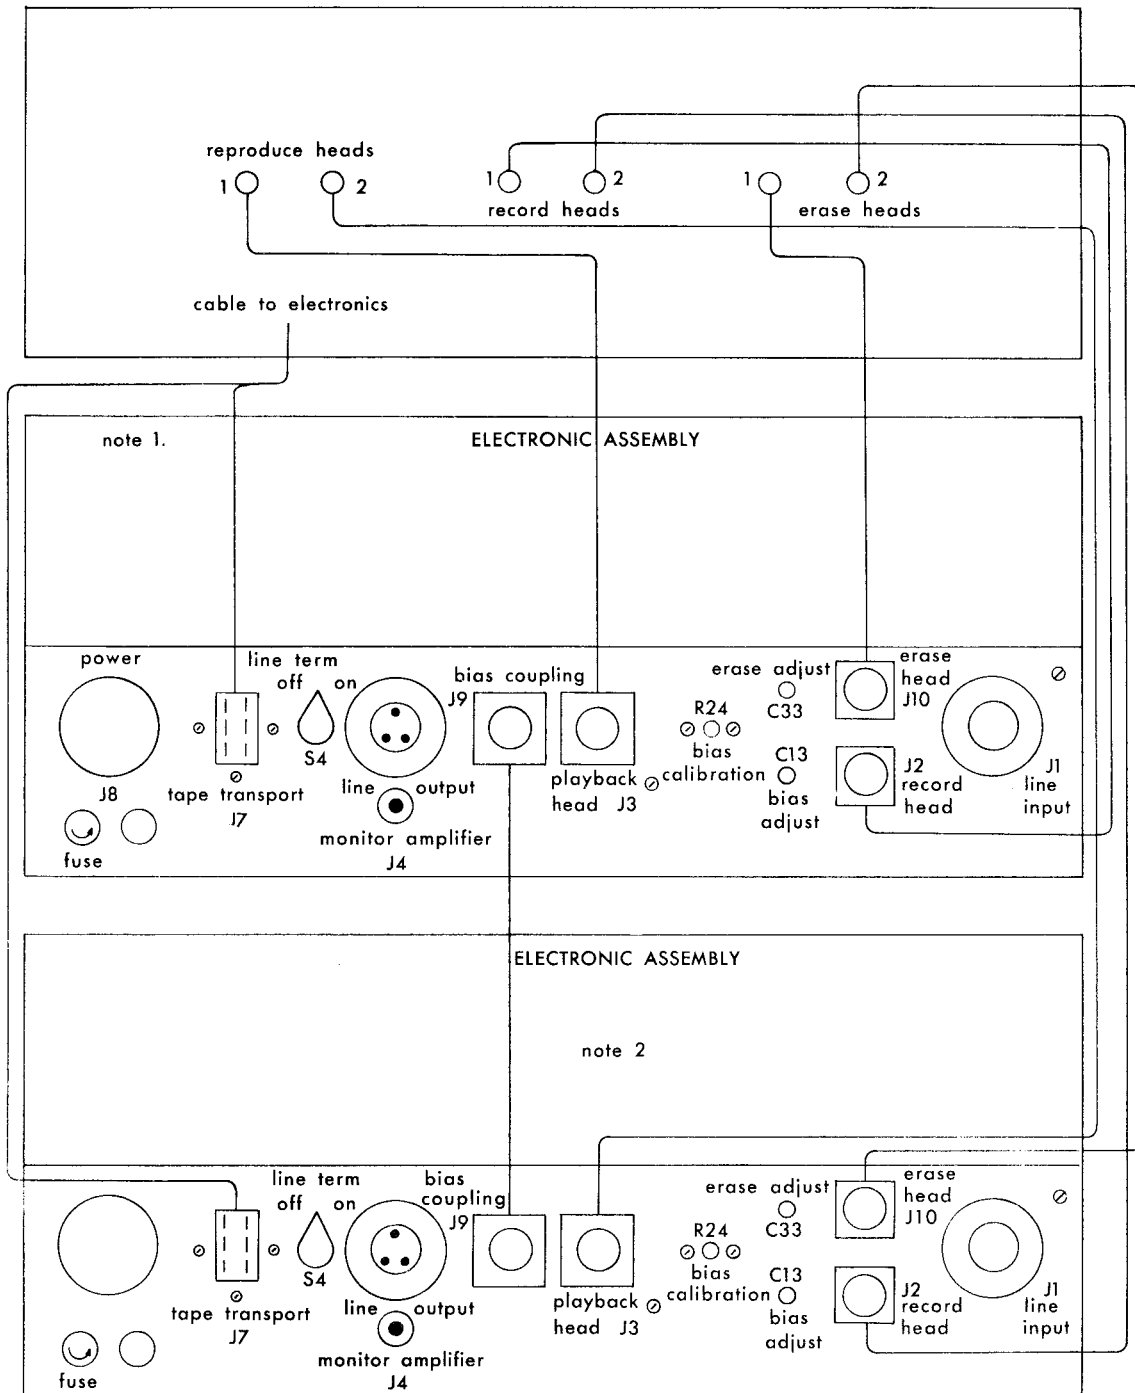 reproduce heads
1 2
1 2
record heads
1 2
erase heads
cable to electronics
note 1.
ELECTRONIC ASSEMBLY
power
J8
fuse
tape transport
J7
line term
off on
S4
line output
monitor amplifier
J4
bias coupling
J9
playback
head J3
R24
bias
calibration
erase adjust
C33
C13
bias
adjust
erase
head
J10
J2
record
head
J1
line
input
ELECTRONIC ASSEMBLY
note 2
fuse
tape transport
J7
line term
off on
S4
line output
monitor amplifier
J4
bias
coupling
J9
playback
head J3
R24
bias
calibration
erase adjust
C33
C13
bias
adjust
erase
head
J10
J2
record
head
J1
line
input